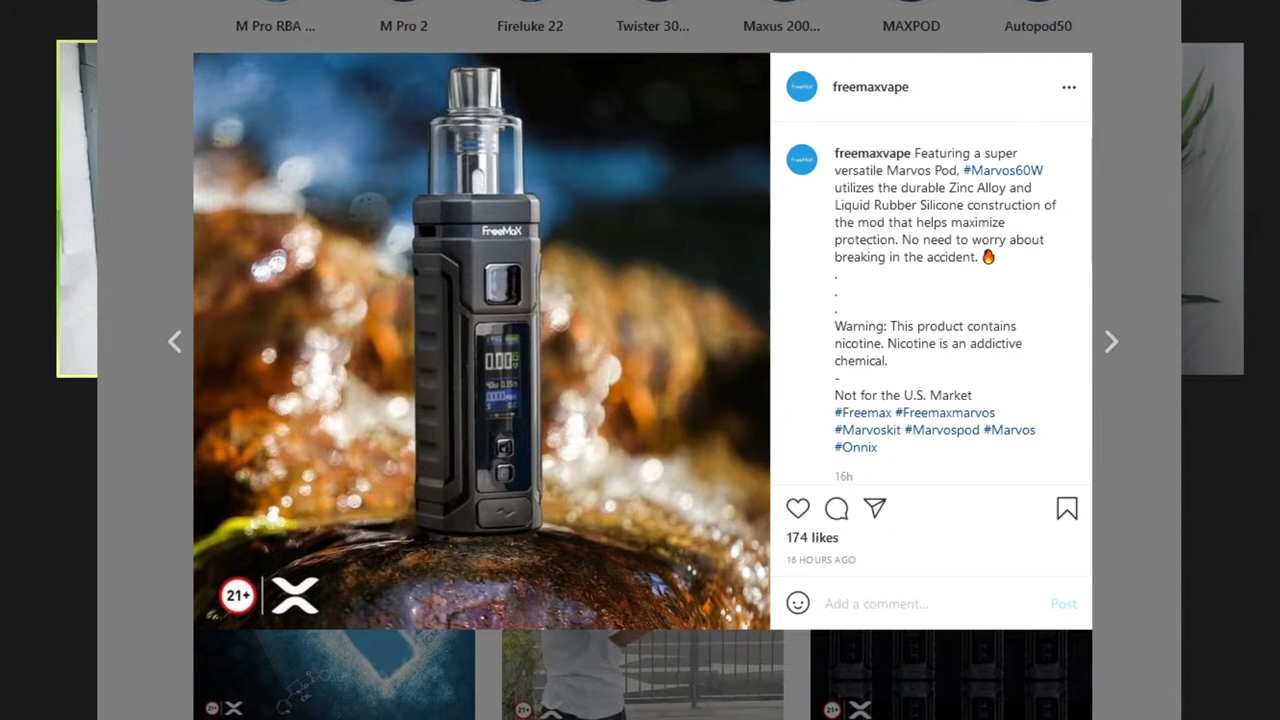 M Pro RBA ...
M Pro 2
Fireluke 22
Twister 30...
Maxus 200...
MAXPOD
Autopod50
FreeMaX
0.00
21+
freemaxvape
freemaxvape Featuring a super
versatile Marvos Pod, #Marvos60W
utilizes the durable Zinc Alloy and
Liquid Rubber Silicone construction of
the mod that helps maximize
protection. No need to worry about
breaking in the accident. 🔥
.
.
.
Warning: This product contains
nicotine. Nicotine is an addictive
chemical.
-
Not for the U.S. Market
#Freemax #Freemaxmarvos
#Marvoskit #Marvospod #Marvos
#Onnix
16h
174 likes
16 HOURS AGO
Add a comment...
Post